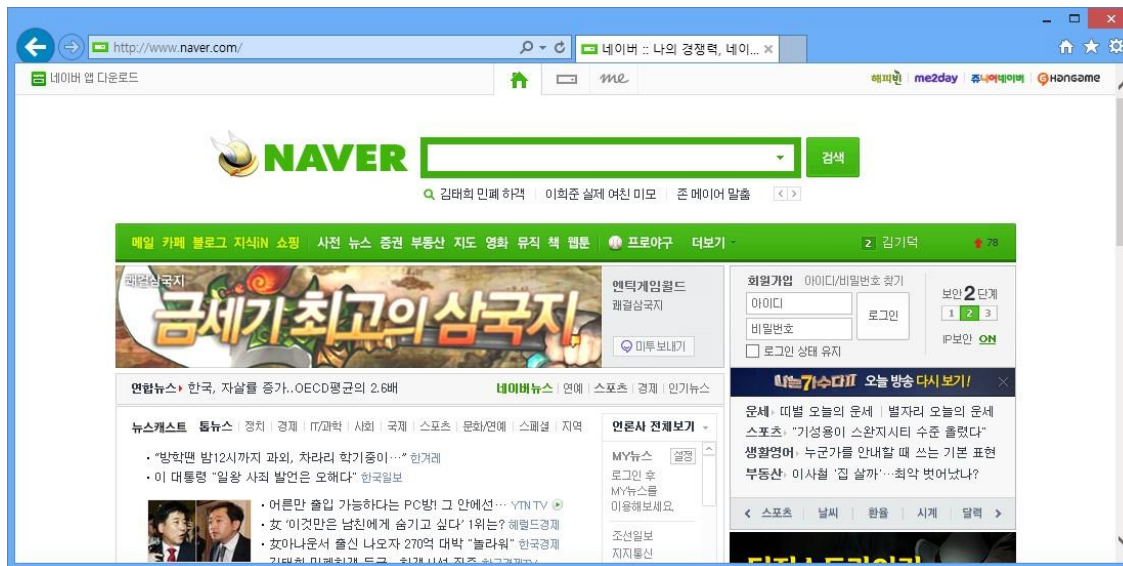 http://www.naver.com/
네이버 :: 나의 경쟁력, 네이...
네이버 앱 다운로드
me
해피빈 me2day 쥬니어네이버 Hangame
NAVER
검색
김태희 민폐 하객 이희준 실제 여친 미모 존 메이어 말춤
메일 카페 블로그 지식iN 쇼핑 사전 뉴스 증권 부동산 지도 영화 뮤직 책 웹툰 프로야구 더보기
2 김기덕 78
쾌걸삼국지
금세기 최고의 삼국지
엔틱게임월드
쾌걸삼국지
미투 보내기
회원가입 아이디/비밀번호 찾기
아이디
비밀번호
로그인
로그인 상태 유지
보안 2 단계
1 2 3
IP보안 ON
연합뉴스 한국, 자살률 증가..OECD평균의 2.6배
네이버뉴스 연예 스포츠 경제 인기뉴스
나는 가수다II 오늘 방송 다시 보기!
뉴스캐스트 톱뉴스 정치 경제 IT/과학 사회 국제 스포츠 문화/연예 스페셜 지역
언론사 전체보기
"방학땐 밤12시까지 과외, 차라리 학기중이…" 한겨레
이 대통령 "일왕 사죄 발언은 오해다" 한국일보
어른만 출입 가능하다는 PC방! 그 안에선… YTN TV
女 '이것만은 남친에게 숨기고 싶다' 1위는? 헤럴드경제
女아나운서 출신 나오자 270억 대박 "놀라워" 한국경제
MY뉴스 설정
로그인 후
MY뉴스를
이용해보세요.
조선일보
지지통신
운세 띠별 오늘의 운세 별자리 오늘의 운세
스포츠 "기성용이 스완지시티 수준 올렸다"
생활영어 누군가를 안내할 때 쓰는 기본 표현
부동산 이사철 '집 살까'…최악 벗어났나?
스포츠 날씨 환율 시계 달력